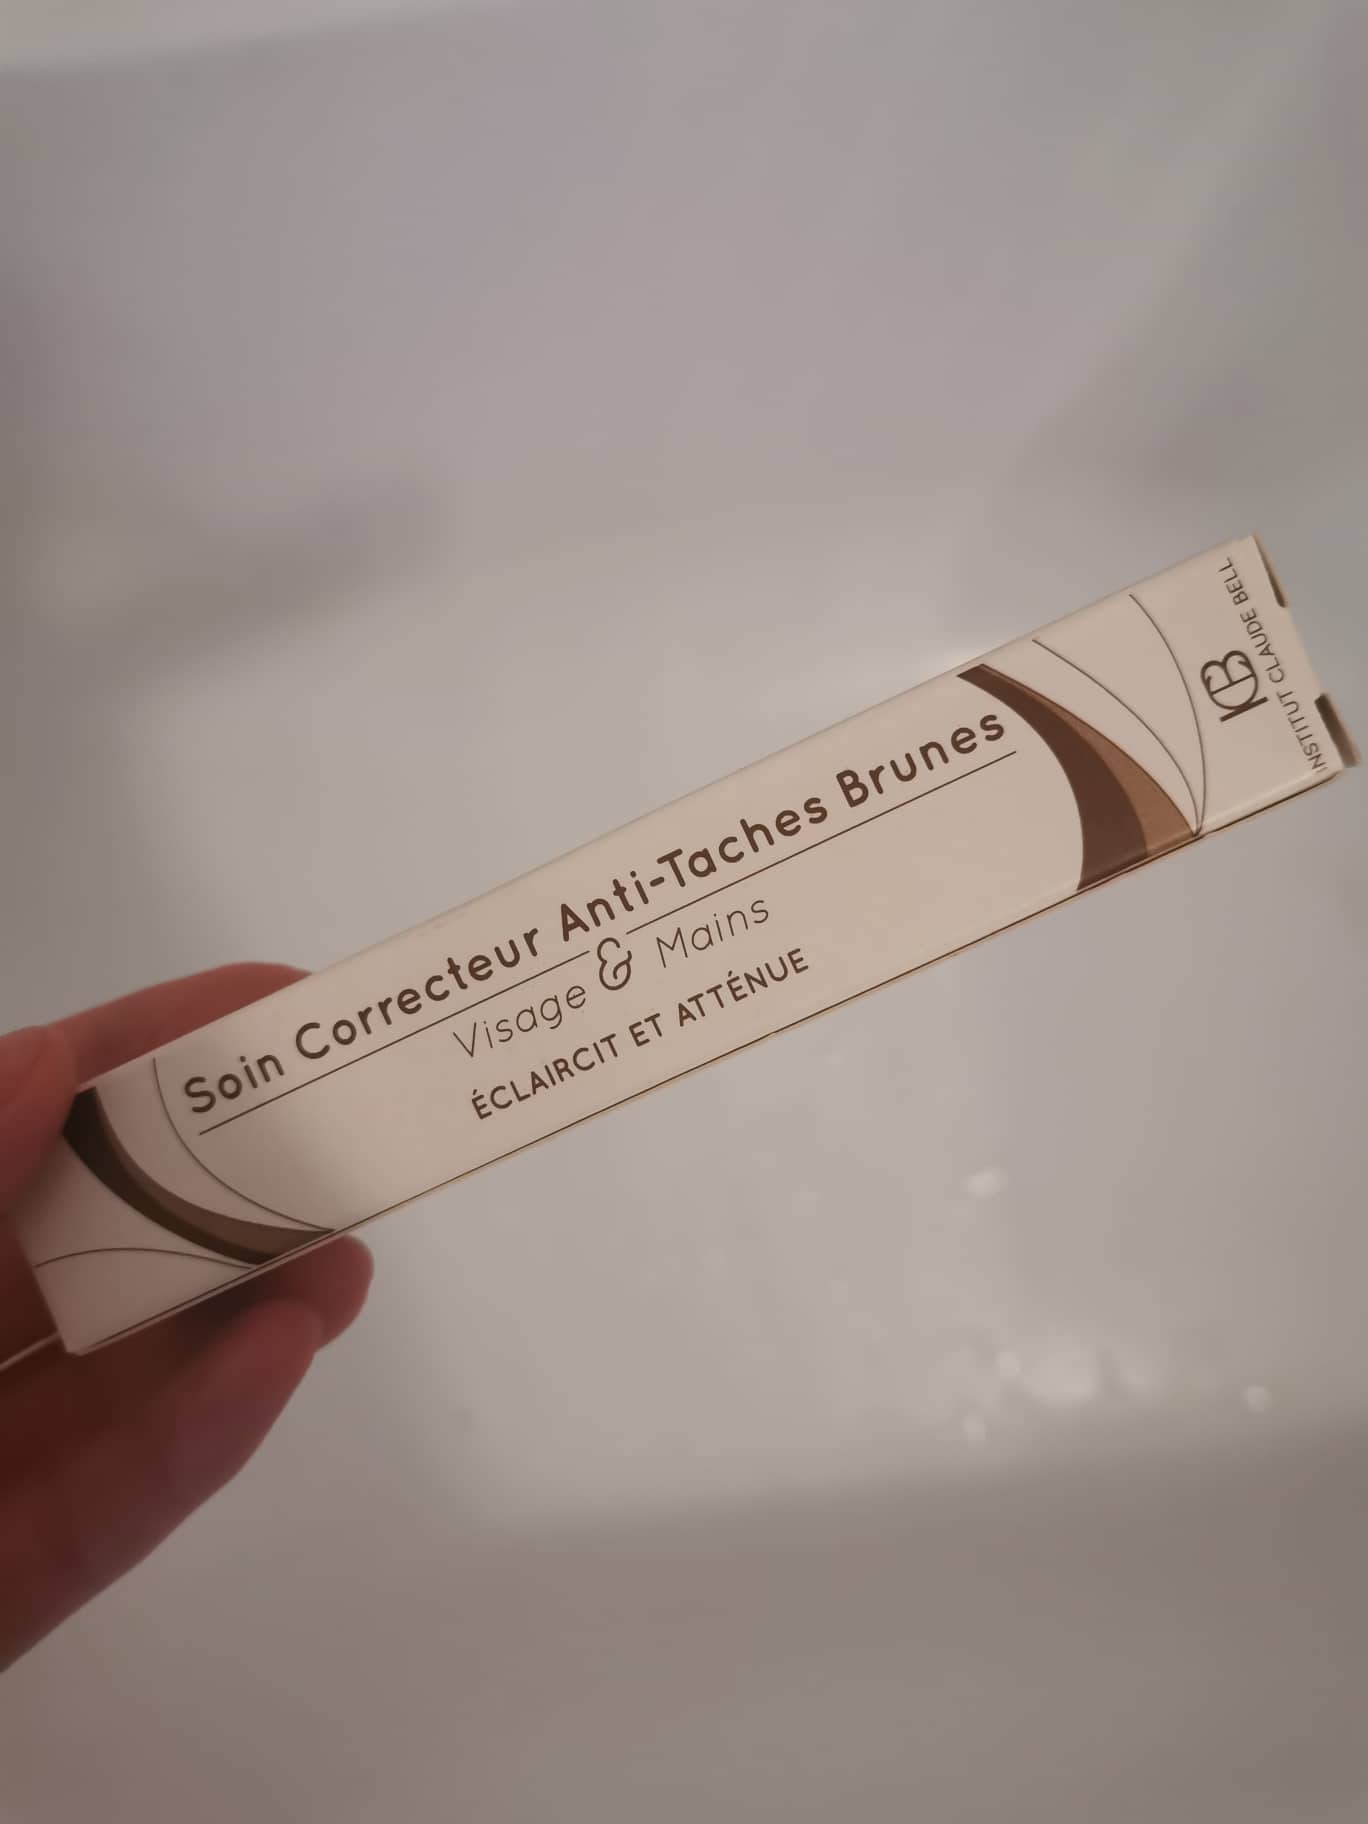 Soin Correcteur Anti-Taches Brunes
Visage & Mains
ÉCLAIRCIT ET ATTÉNUE
ICB
INSTITUT CLAUDE BELL